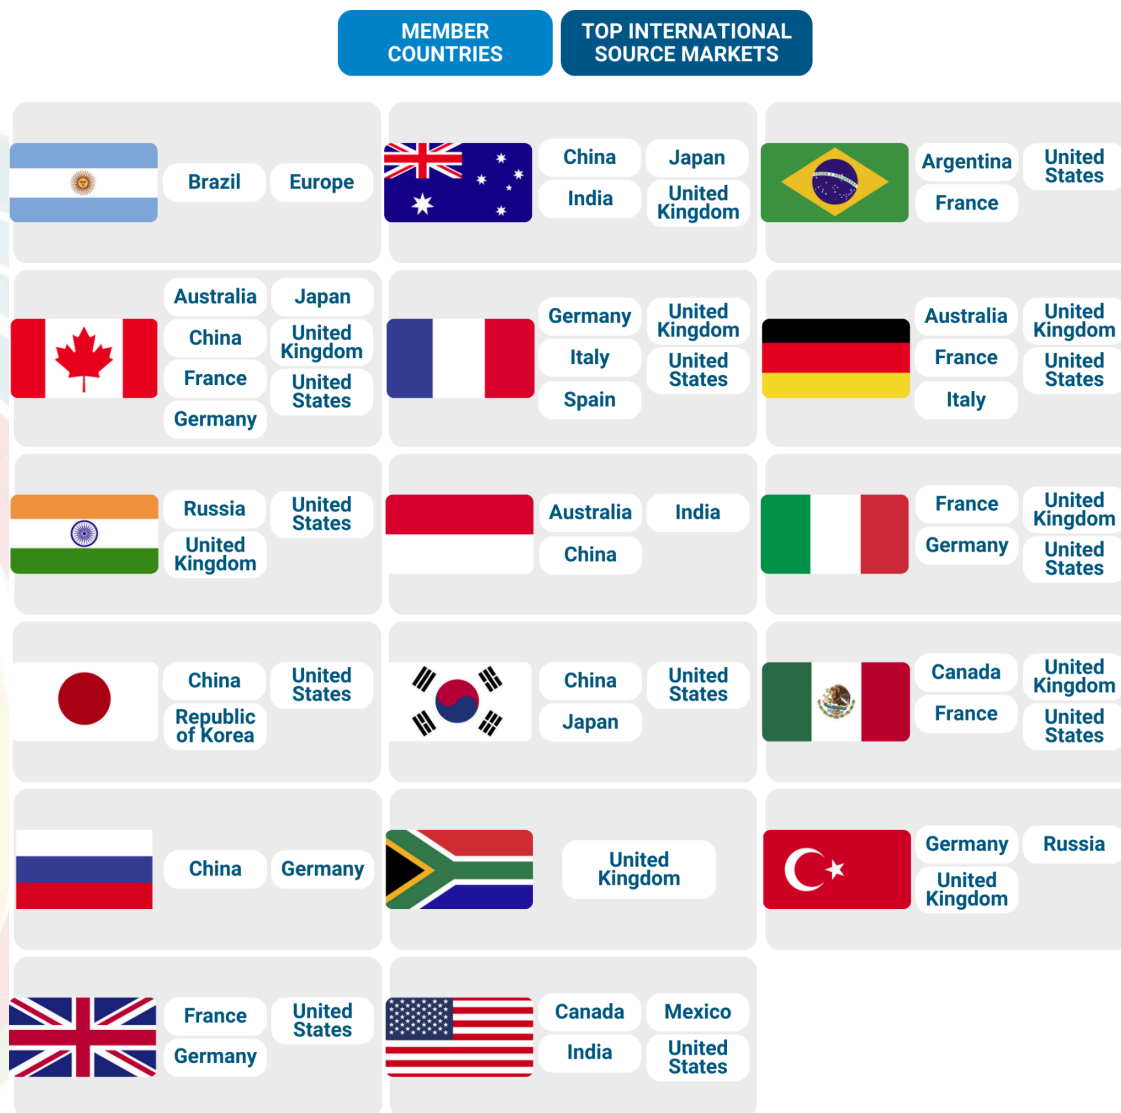 MEMBER
COUNTRIES
TOP INTERNATIONAL
SOURCE MARKETS
Brazil
Europe
China
Japan
India
United
Kingdom
Argentina
United
States
France
Australia
Japan
China
United
Kingdom
France
United
States
Germany
Germany
United
Kingdom
Italy
United
States
Spain
Australia
United
Kingdom
France
United
States
Italy
Russia
United
States
United
Kingdom
Australia
India
China
France
United
Kingdom
Germany
United
States
China
United
States
Republic
of Korea
China
United
States
Japan
Canada
United
Kingdom
France
United
States
China
Germany
United
Kingdom
Germany
Russia
United
Kingdom
France
United
States
Germany
Canada
Mexico
India
United
States